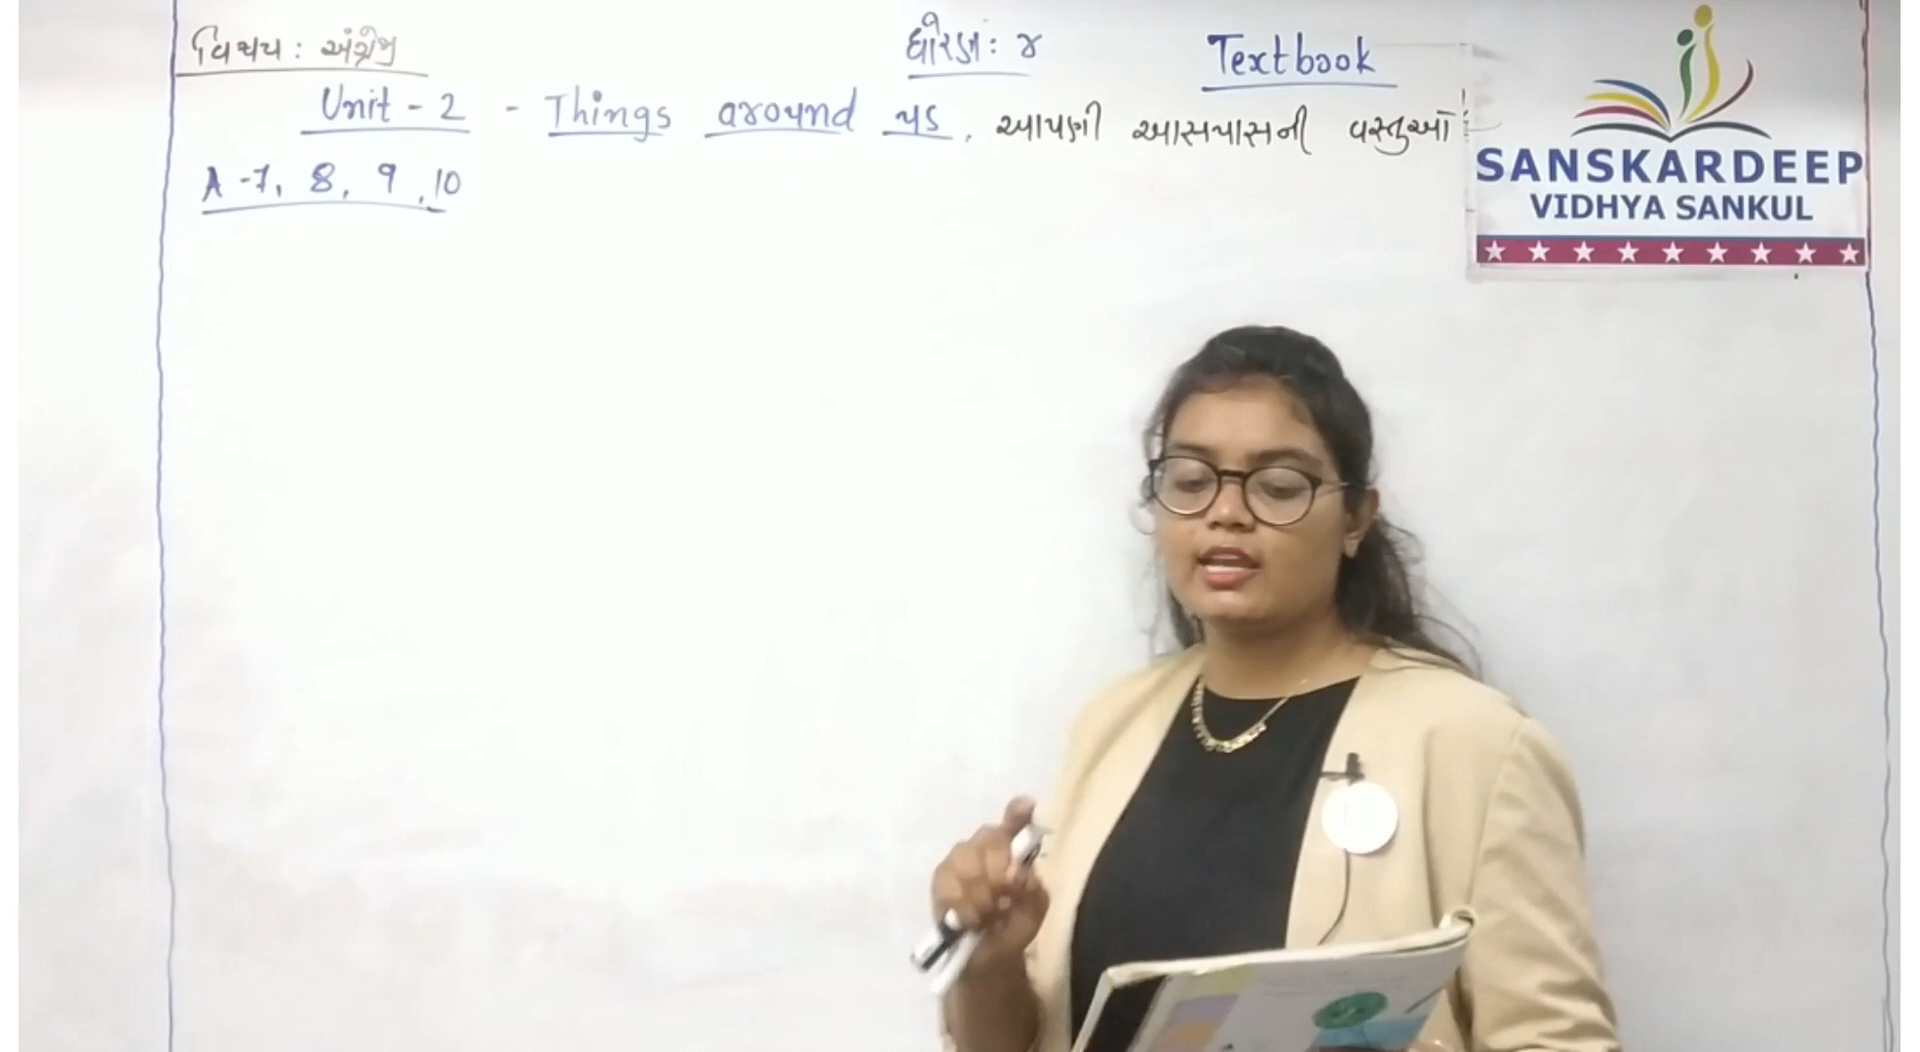 વિષય : અંગ્રેજી
ધોરણ : ૪
Textbook
Unit - 2 - Things around us. આપણી આસપાસની વસ્તુઓ
A - 7, 8, 9, 10
SANSKARDEEP
VIDHYA SANKUL